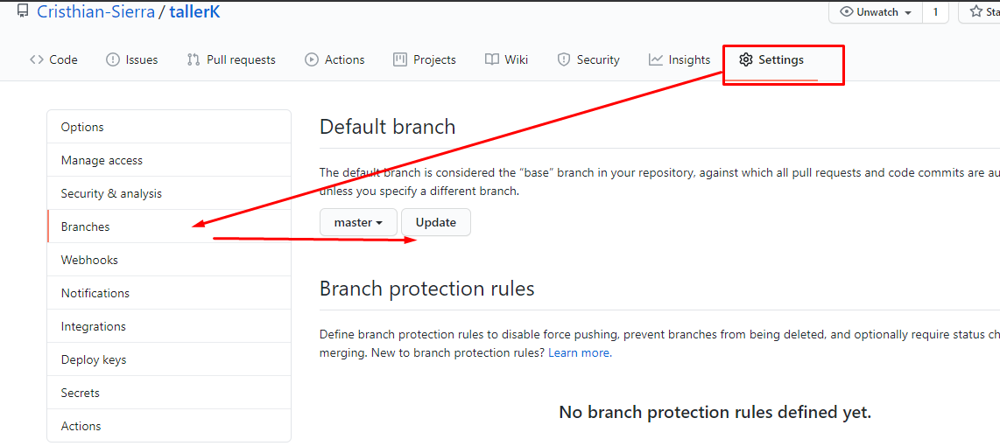 Cristhian-Sierra / tallerK
Unwatch 1 Sta
Code Issues Pull requests Actions Projects Wiki Security Insights Settings
Options
Manage access
Security & analysis
Branches
Webhooks
Notifications
Integrations
Deploy keys
Secrets
Actions
Default branch
The default branch is considered the “base” branch in your repository, against which all pull requests and code commits are au
unless you specify a different branch.
master Update
Branch protection rules
Define branch protection rules to disable force pushing, prevent branches from being deleted, and optionally require status ch
merging. New to branch protection rules? Learn more.
No branch protection rules defined yet.